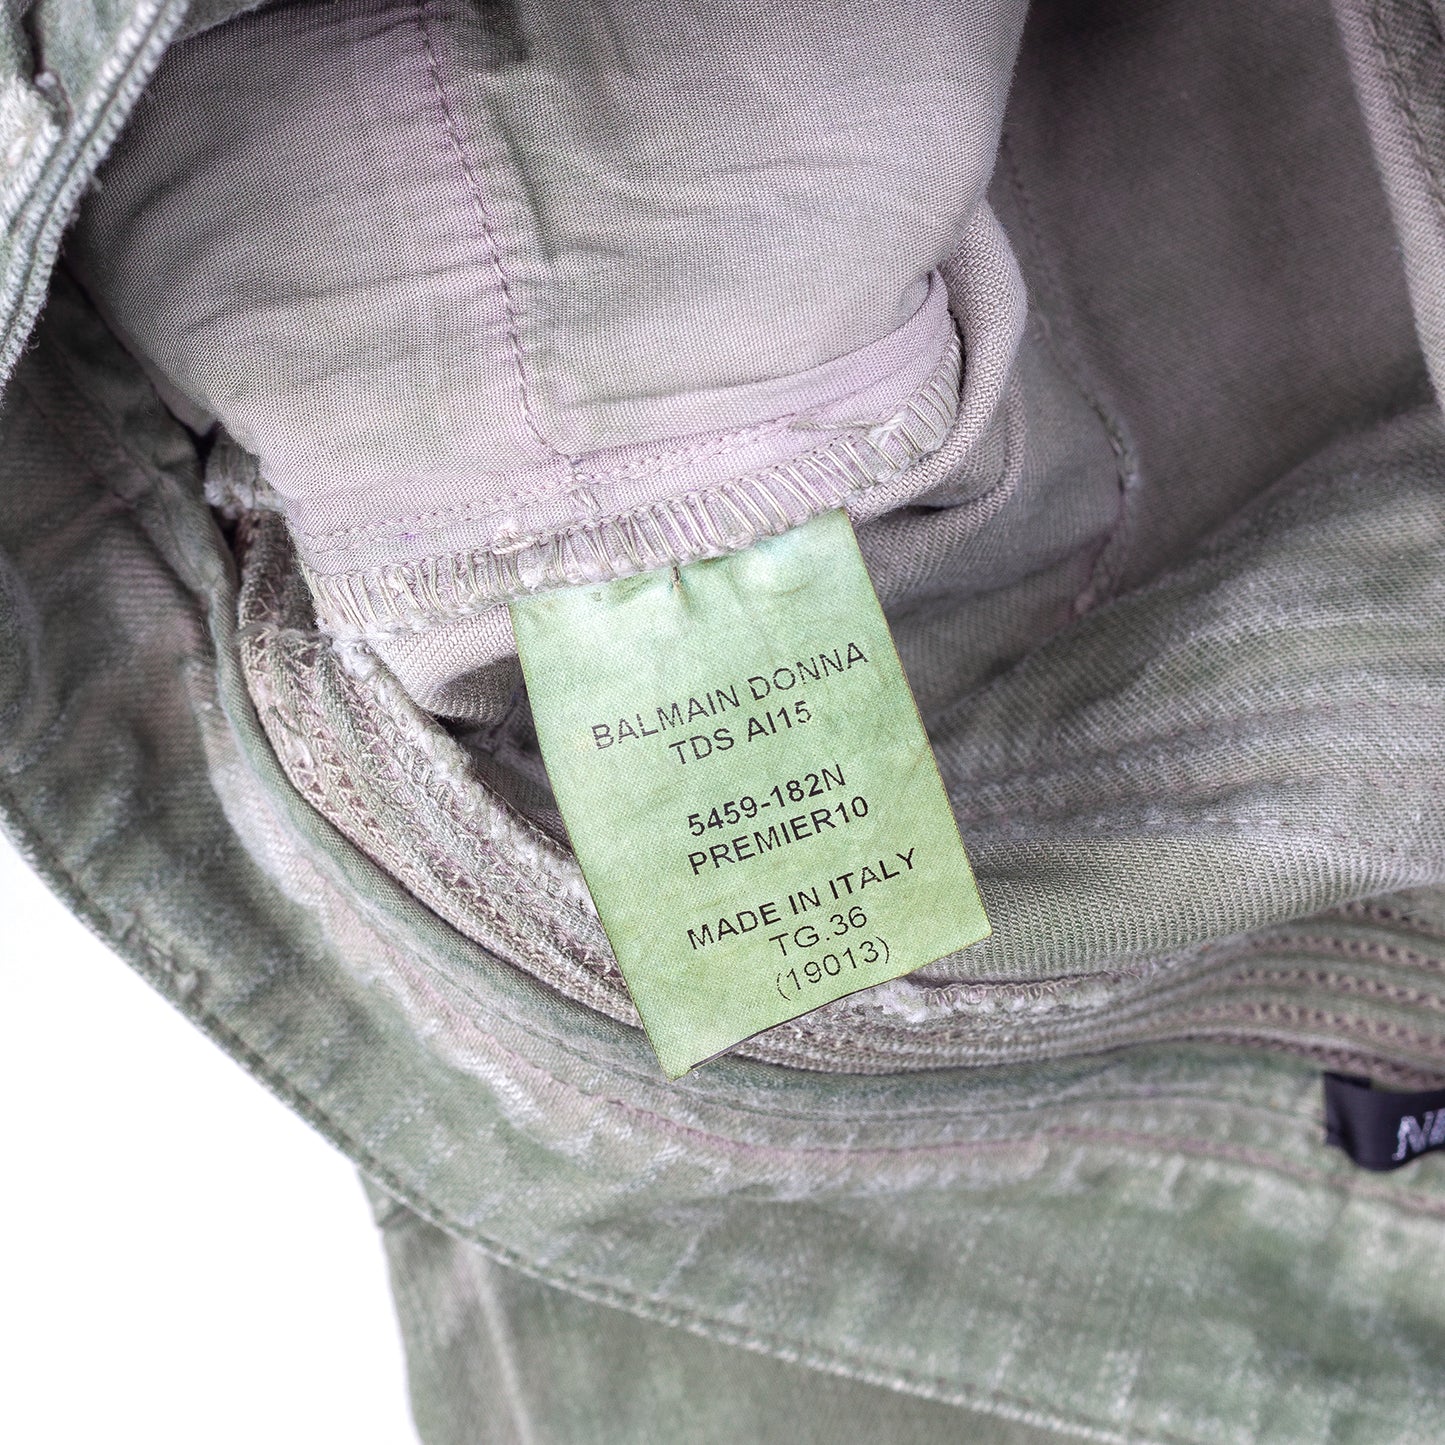 BALMAIN DONNA
TDS AI15
5459-182N
PREMIER10
MADE IN ITALY
TG.36
(19013)